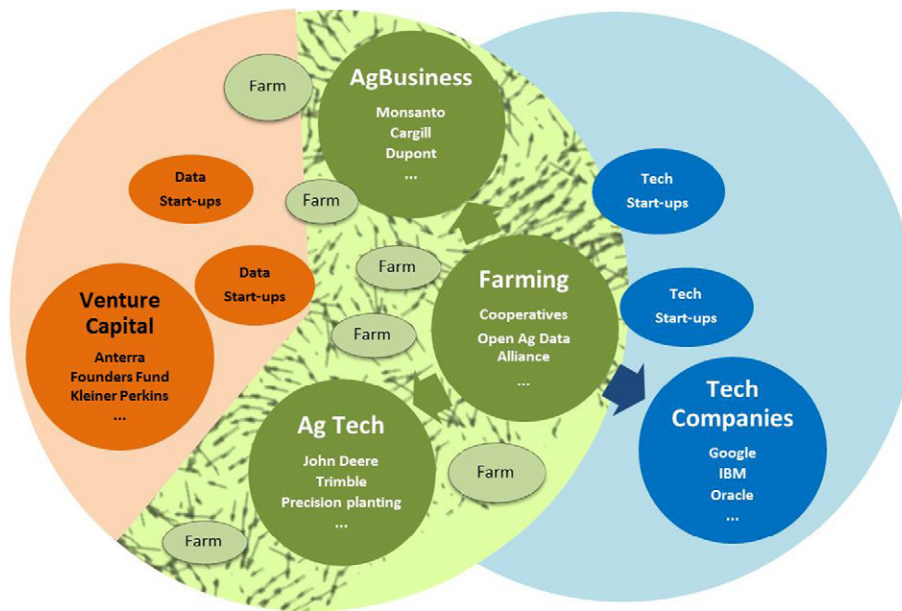 Farm
AgBusiness
Monsanto
Cargill
Dupont
...
Data
Start-ups
Farm
Tech
Start-ups
Data
Start-ups
Farm
Farming
Cooperatives
Open Ag Data
Alliance
...
Tech
Start-ups
Venture
Capital
Anterra
Founders Fund
Kleiner Perkins
...
Farm
Ag Tech
John Deere
Trimble
Precision planting
...
Farm
Tech
Companies
Google
IBM
Oracle
...
Farm